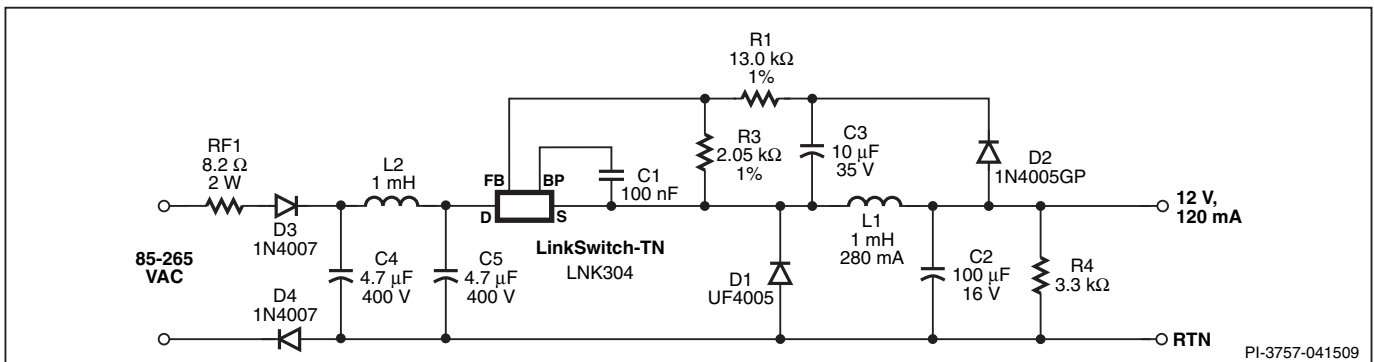 R1
13.0 kΩ
1%
RF1
8.2 Ω
2 W
L2
1 mH
FB
BP
D
S
C1
100 nF
R3
2.05 kΩ
1%
C3
10 μF
35 V
D2
1N4005GP
D3
1N4007
85-265
VAC
C4
4.7 μF
400 V
C5
4.7 μF
400 V
LinkSwitch-TN
LNK304
D1
UF4005
L1
1 mH
280 mA
C2
100 μF
16 V
R4
3.3 kΩ
12 V,
120 mA
D4
1N4007
RTN
PI-3757-041509